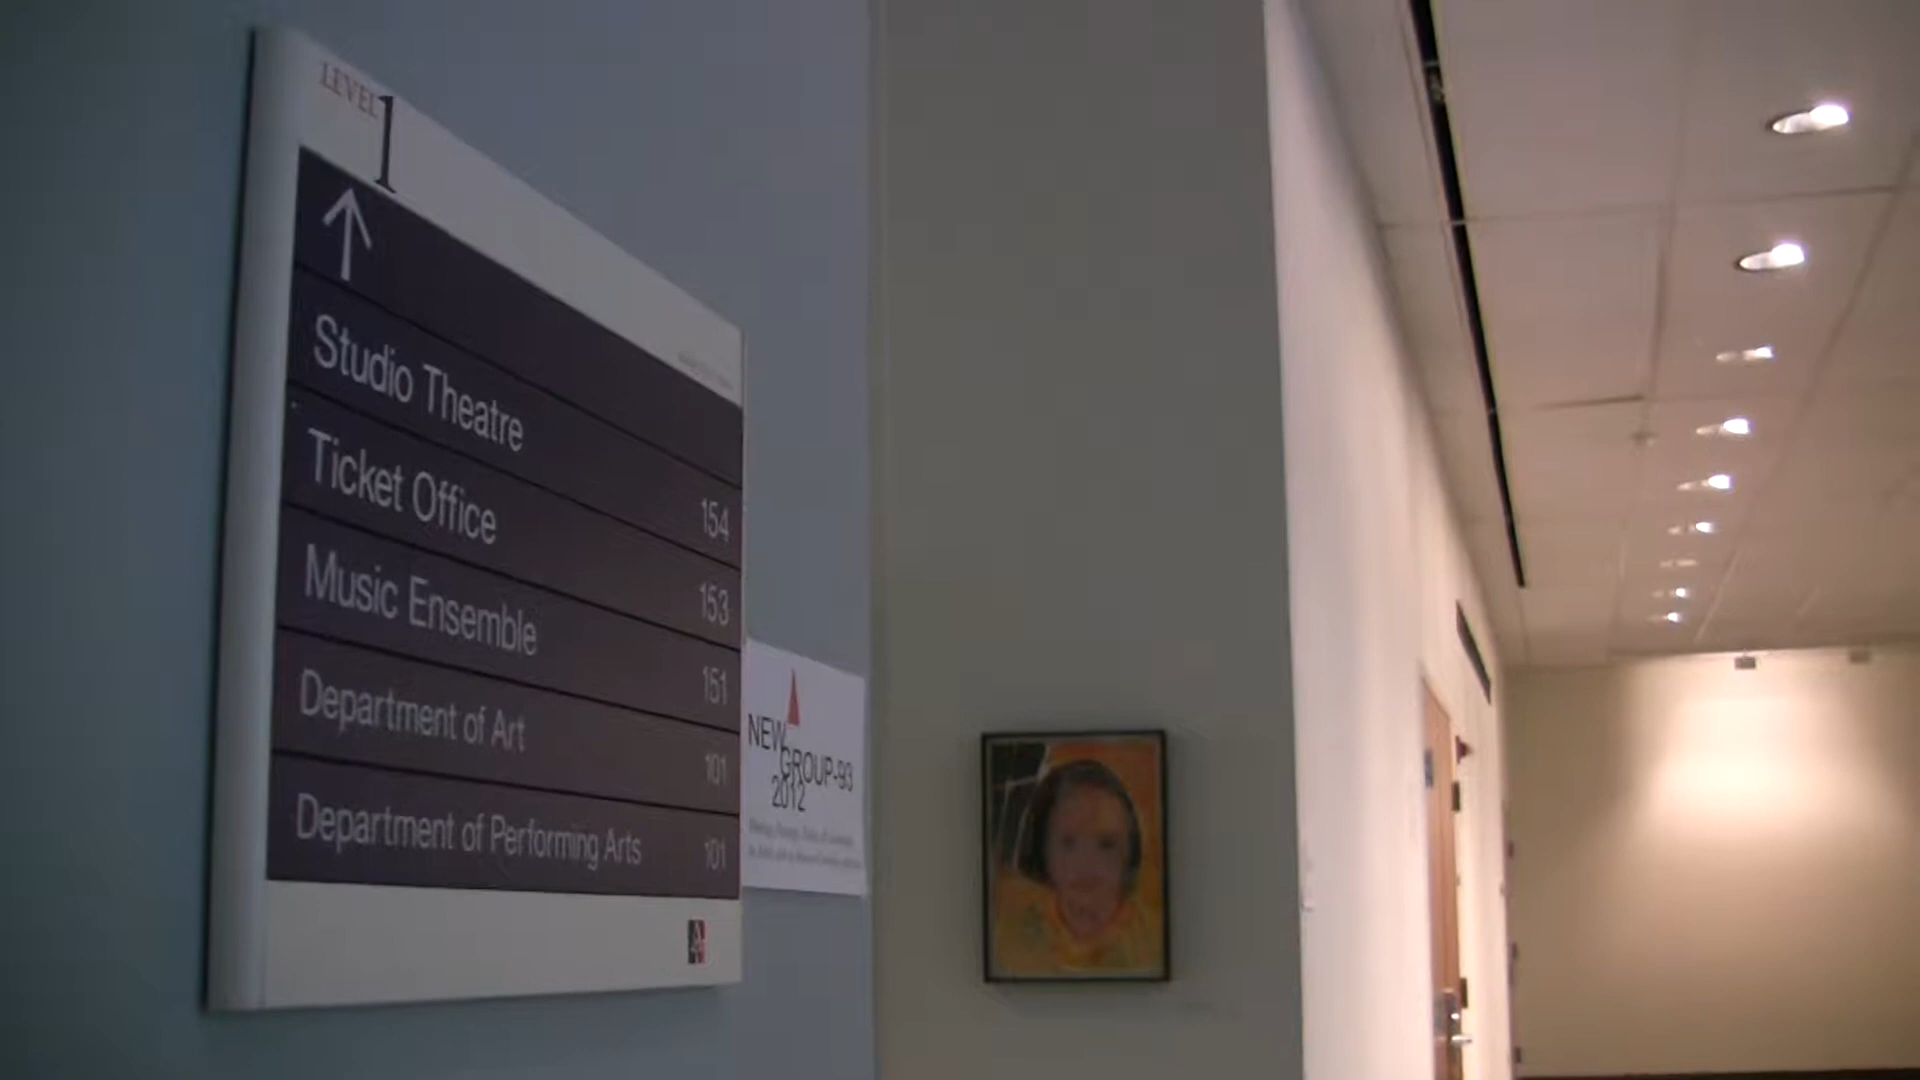 LEVEL 1
Studio Theatre
Ticket Office 154
Music Ensemble 153
Department of Art 151
Department of Performing Arts 101
101
NEW
GROUP-93
2012